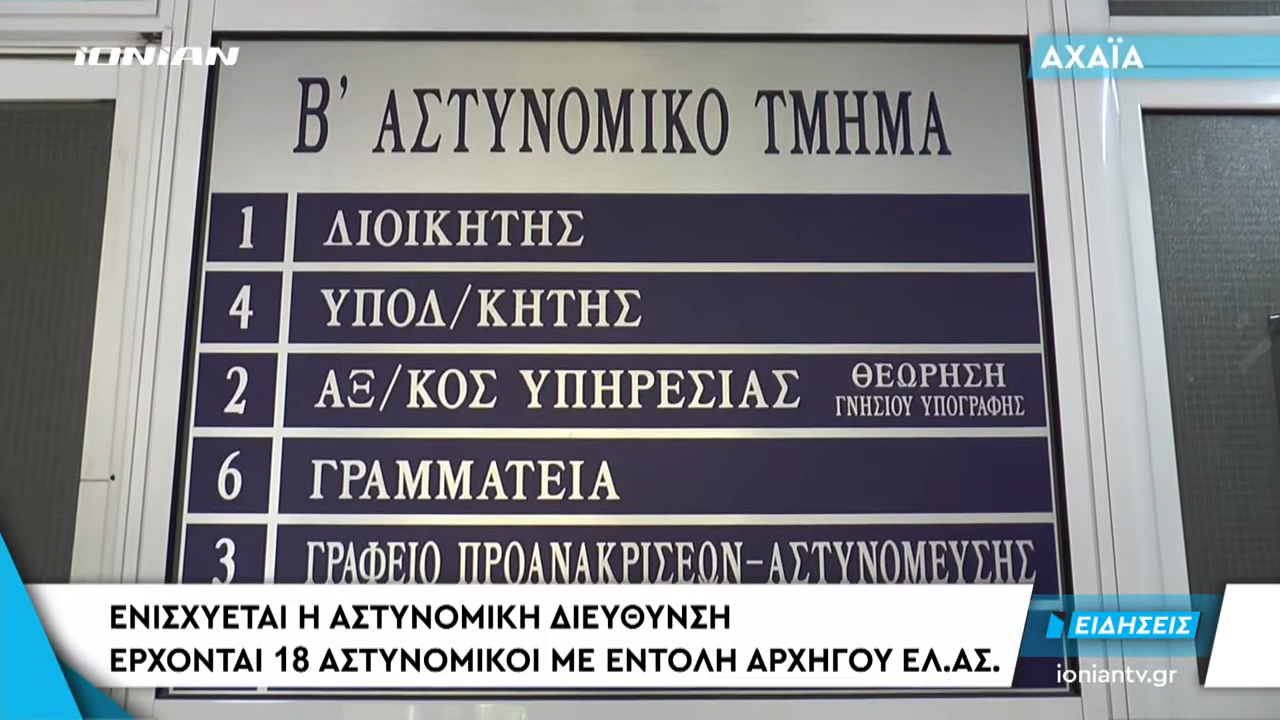 IONIAN
ΑΧΑΪΑ
Β’ ΑΣΤΥΝΟΜΙΚΟ ΤΜΗΜΑ
1 ΔΙΟΙΚΗΤΗΣ
4 ΥΠΟΔ/ΚΗΤΗΣ
2 ΑΞ/ΚΟΣ ΥΠΗΡΕΣΙΑΣ ΘΕΩΡΗΣΗ
ΓΝΗΣΙΟΥ ΥΠΟΓΡΑΦΗΣ
6 ΓΡΑΜΜΑΤΕΙΑ
3 ΓΡΑΦΕΙΟ ΠΡΟΑΝΑΚΡΙΣΕΩΝ-ΑΣΤΥΝΟΜΕΥΣΗΣ
ΕΝΙΣΧΥΕΤΑΙ Η ΑΣΤΥΝΟΜΙΚΗ ΔΙΕΥΘΥΝΣΗ
ΕΡΧΟΝΤΑΙ 18 ΑΣΤΥΝΟΜΙΚΟΙ ΜΕ ΕΝΤΟΛΗ ΑΡΧΗΓΟΥ ΕΛ.ΑΣ.
ΕΙΔΗΣΕΙΣ
ioniantv.gr